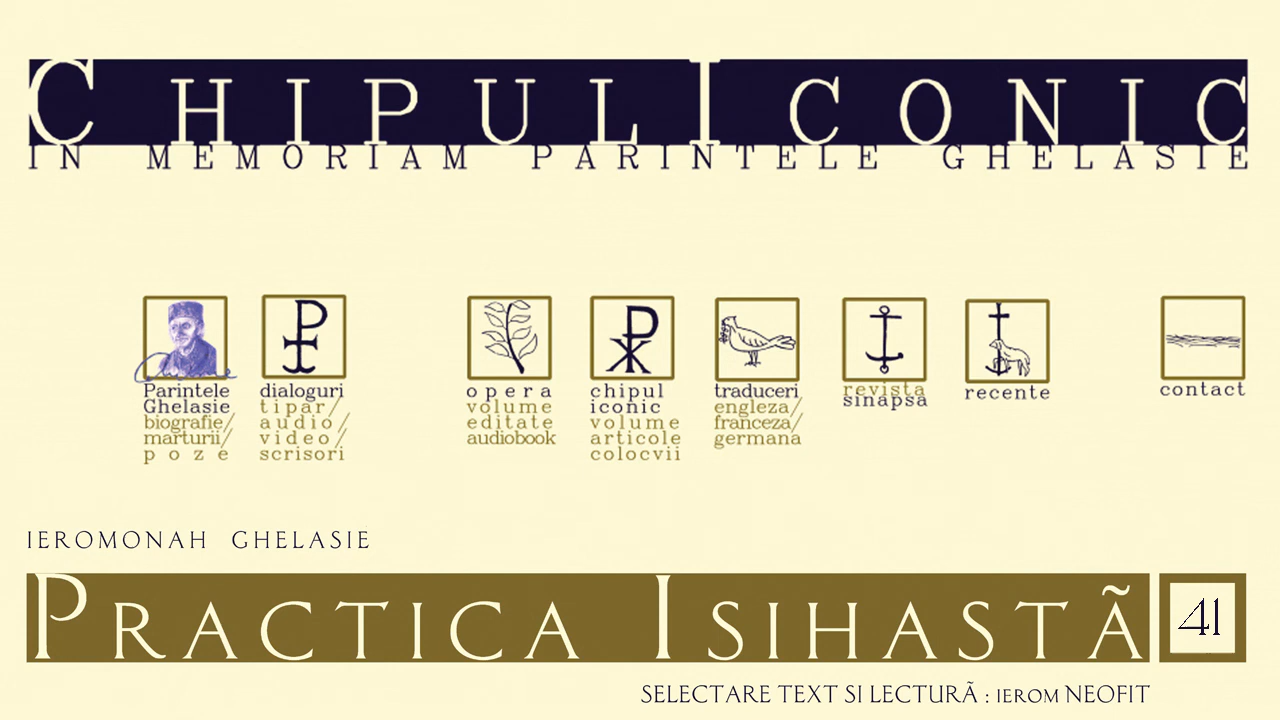 CHIPUL ICONIC
IN MEMORIAM PARINTELE GHELASIE
Parintele
Ghelasie
biografie/
marturii/
poze
dialoguri
tipar/
audio/
video/
scrisori
opera
volume
editate
audiobook
chipul
iconic
volume
articole
colocvii
traduceri
engleza/
franceza/
germana
revista
sinapsa
recente
contact
IEROMONAH GHELASIE
PRACTICA ISIHASTÃ 41
SELECTARE TEXT SI LECTURÃ : IEROM NEOFIT